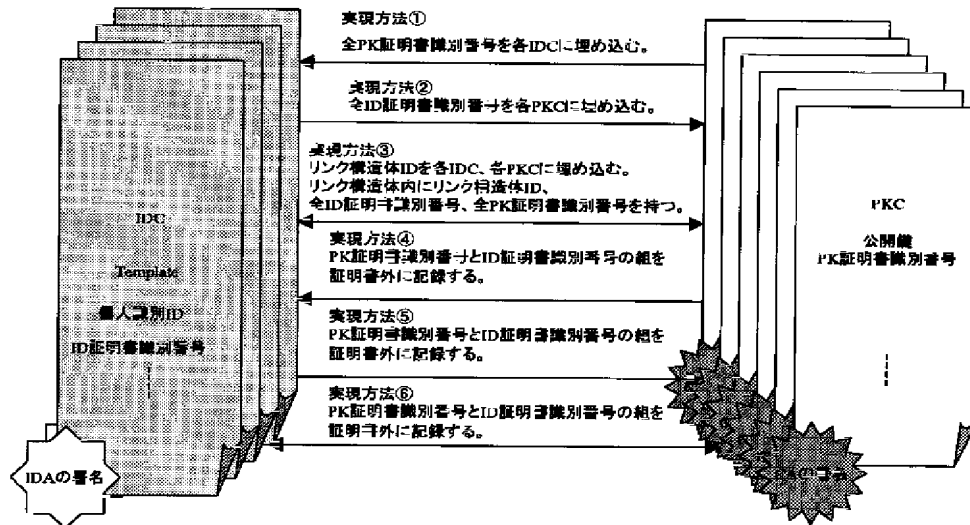 実現方法①
全PK証明書識別番号を各IDCに埋め込む。
実現方法②
全ID証明書識別番号を各PKCに埋め込む。
実現方法③
リンク構造体IDを各IDC、各PKCに埋め込む。
リンク構造体内にリンク構造体ID、
全ID証明書識別番号、全PK証明書識別番号を持つ。
実現方法④
PK証明書識別番号とID証明書識別番号の組を
証明書外に記録する。
実現方法⑤
PK証明書識別番号とID証明書識別番号の組を
証明書外に記録する。
実現方法⑥
PK証明書識別番号とID証明書識別番号の組を
証明書外に記録する。
IDC
Template
個人識別ID
ID証明書識別番号
IDAの署名
PKC
公開鍵
PK証明書識別番号